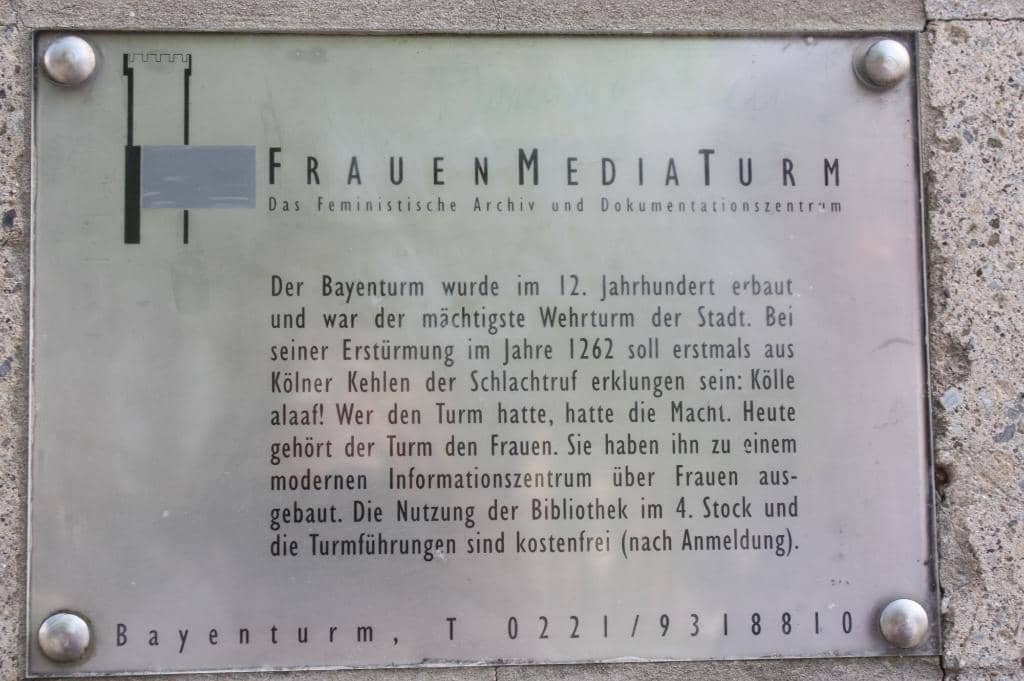 FRAUENMEDIATURM
Das Feministische Archiv und Dokumentationszentrum
Der Bayenturm wurde im 12. Jahrhundert erbaut
und war der mächtigste Wehrturm der Stadt. Bei
seiner Erstürmung im Jahre 1262 soll erstmals aus
Kölner Kehlen der Schlachtruf erklungen sein: Kölle
alaaf! Wer den Turm hatte, hatte die Macht. Heute
gehört der Turm den Frauen. Sie haben ihn zu einem
modernen Informationszentrum über Frauen aus-
gebaut. Die Nutzung der Bibliothek im 4. Stock und
die Turmführungen sind kostenfrei (nach Anmeldung).
Bayenturm, T 0221/9318810